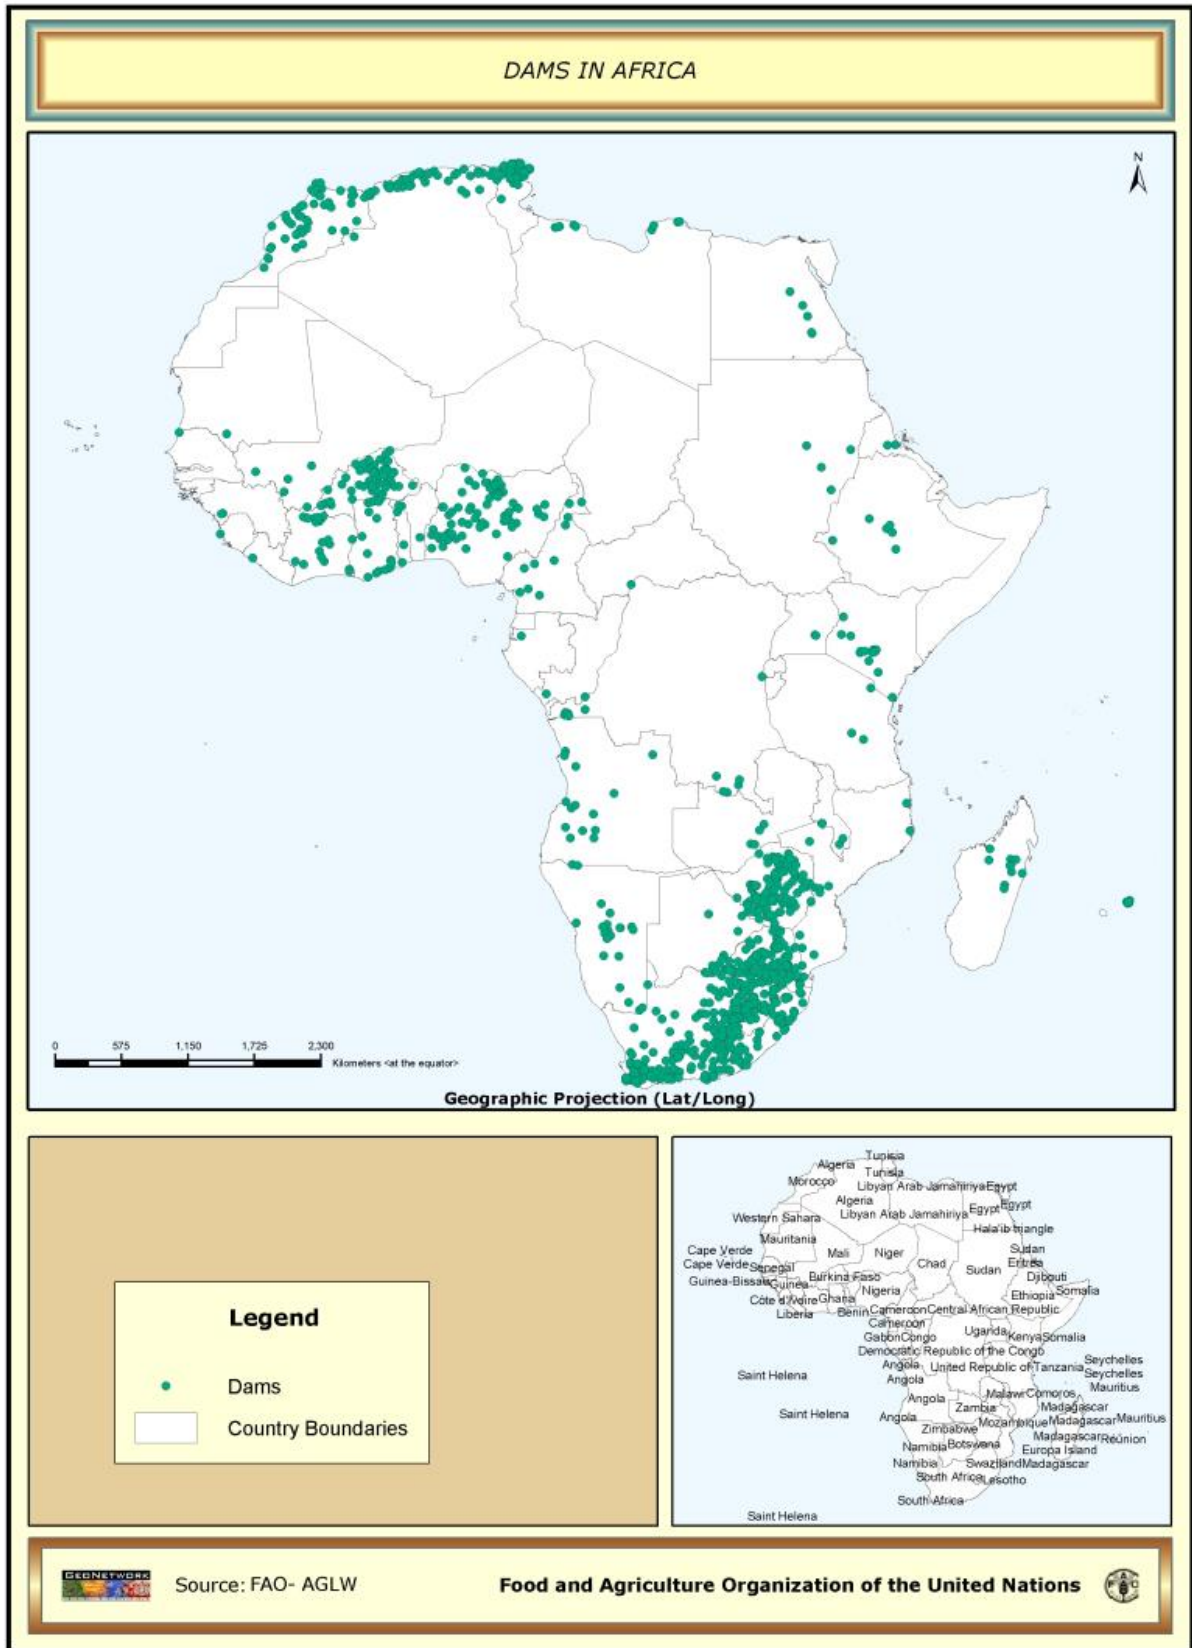 DAMS IN AFRICA
N
0 575 1,150 1,725 2,300
Kilometers <at the equator>
Geographic Projection (Lat/Long)
Legend
Dams
Country Boundaries
Tunisia
Algeria
Tunisia
Morocco
Libyan Arab Jamahiriya Egypt
Algeria
Egypt Egypt
Libyan Arab Jamahiriya
Western Sahara
Hala'ib triangle
Mauritania
Cape Verde
Mali
Niger
Sudan
Cape Verde
Senegal
Chad
Sudan
Eritrea
Guinea-Bissau
Guinea
Burkina Faso
Djibouti
Nigeria
Ethiopia
Somalia
Côte d'Ivoire
Ghana
Liberia
Benin
Cameroon
Central African Republic
Cameroon
Uganda
Gabon
Congo
Kenya
Somalia
Democratic Republic of the Congo
Angola
United Republic of Tanzania
Seychelles
Seychelles
Saint Helena
Angola
Mauritius
Malawi
Comoros
Angola
Zambia
Madagascar
Saint Helena
Angola
Mozambique
Madagascar
Mauritius
Zimbabwe
Madagascar
Réunion
Namibia
Botswana
Europa Island
Namibia
Swaziland
Madagascar
South Africa
Lesotho
South Africa
Saint Helena
GEONETWORK
Source: FAO- AGLW
Food and Agriculture Organization of the United Nations